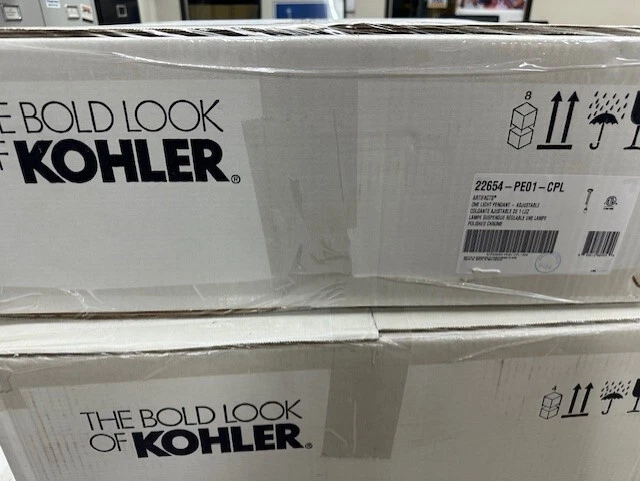 THE BOLD LOOK
OF KOHLER®
8
22654-PE01-CPL
ARTIFACTS®
ONE LIGHT PENDANT - ADJUSTABLE
COLGANTE AJUSTABLE DE 1 LUZ
LAMPE SUSPENDUE RÉGLABLE UNE LAMPE
POLISHED CHROME
THE BOLD LOOK
OF KOHLER®
4